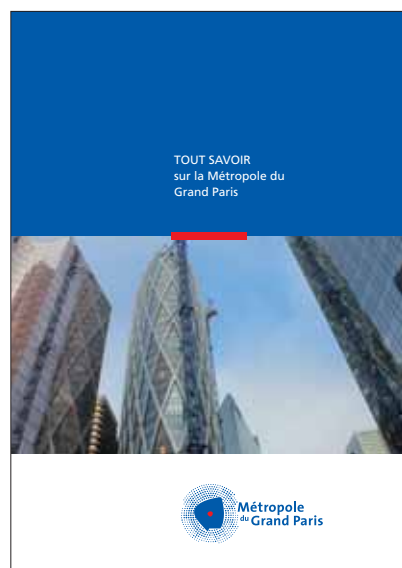 TOUT SAVOIR
sur la Métropole du
Grand Paris
Métropole
du Grand Paris